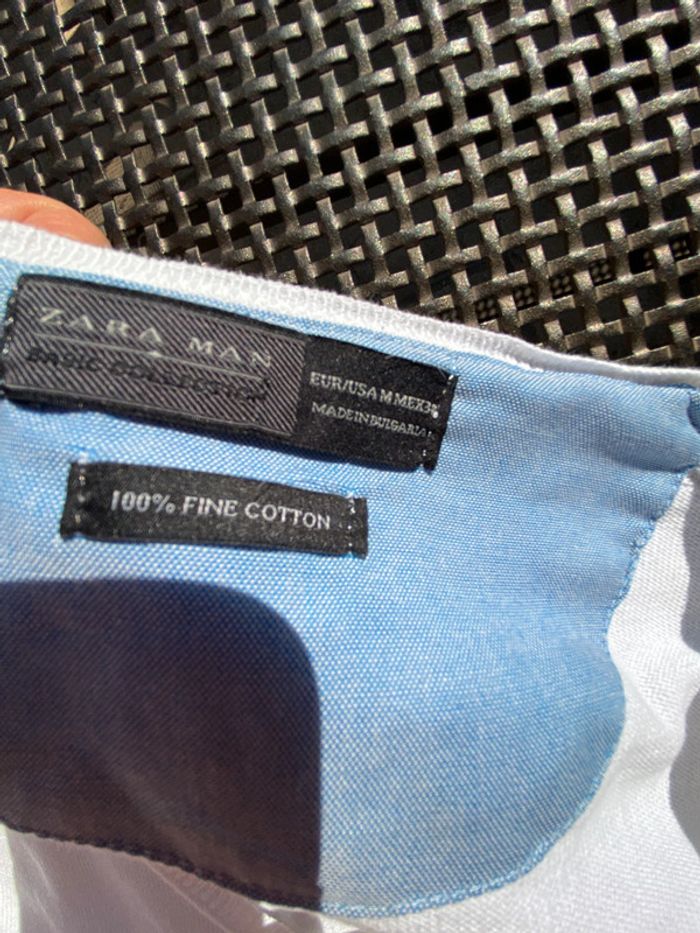 ZARA MAN
BASIC COLLECTION
EUR/USA M MEX38
MADE IN BULGARIA
100% FINE COTTON